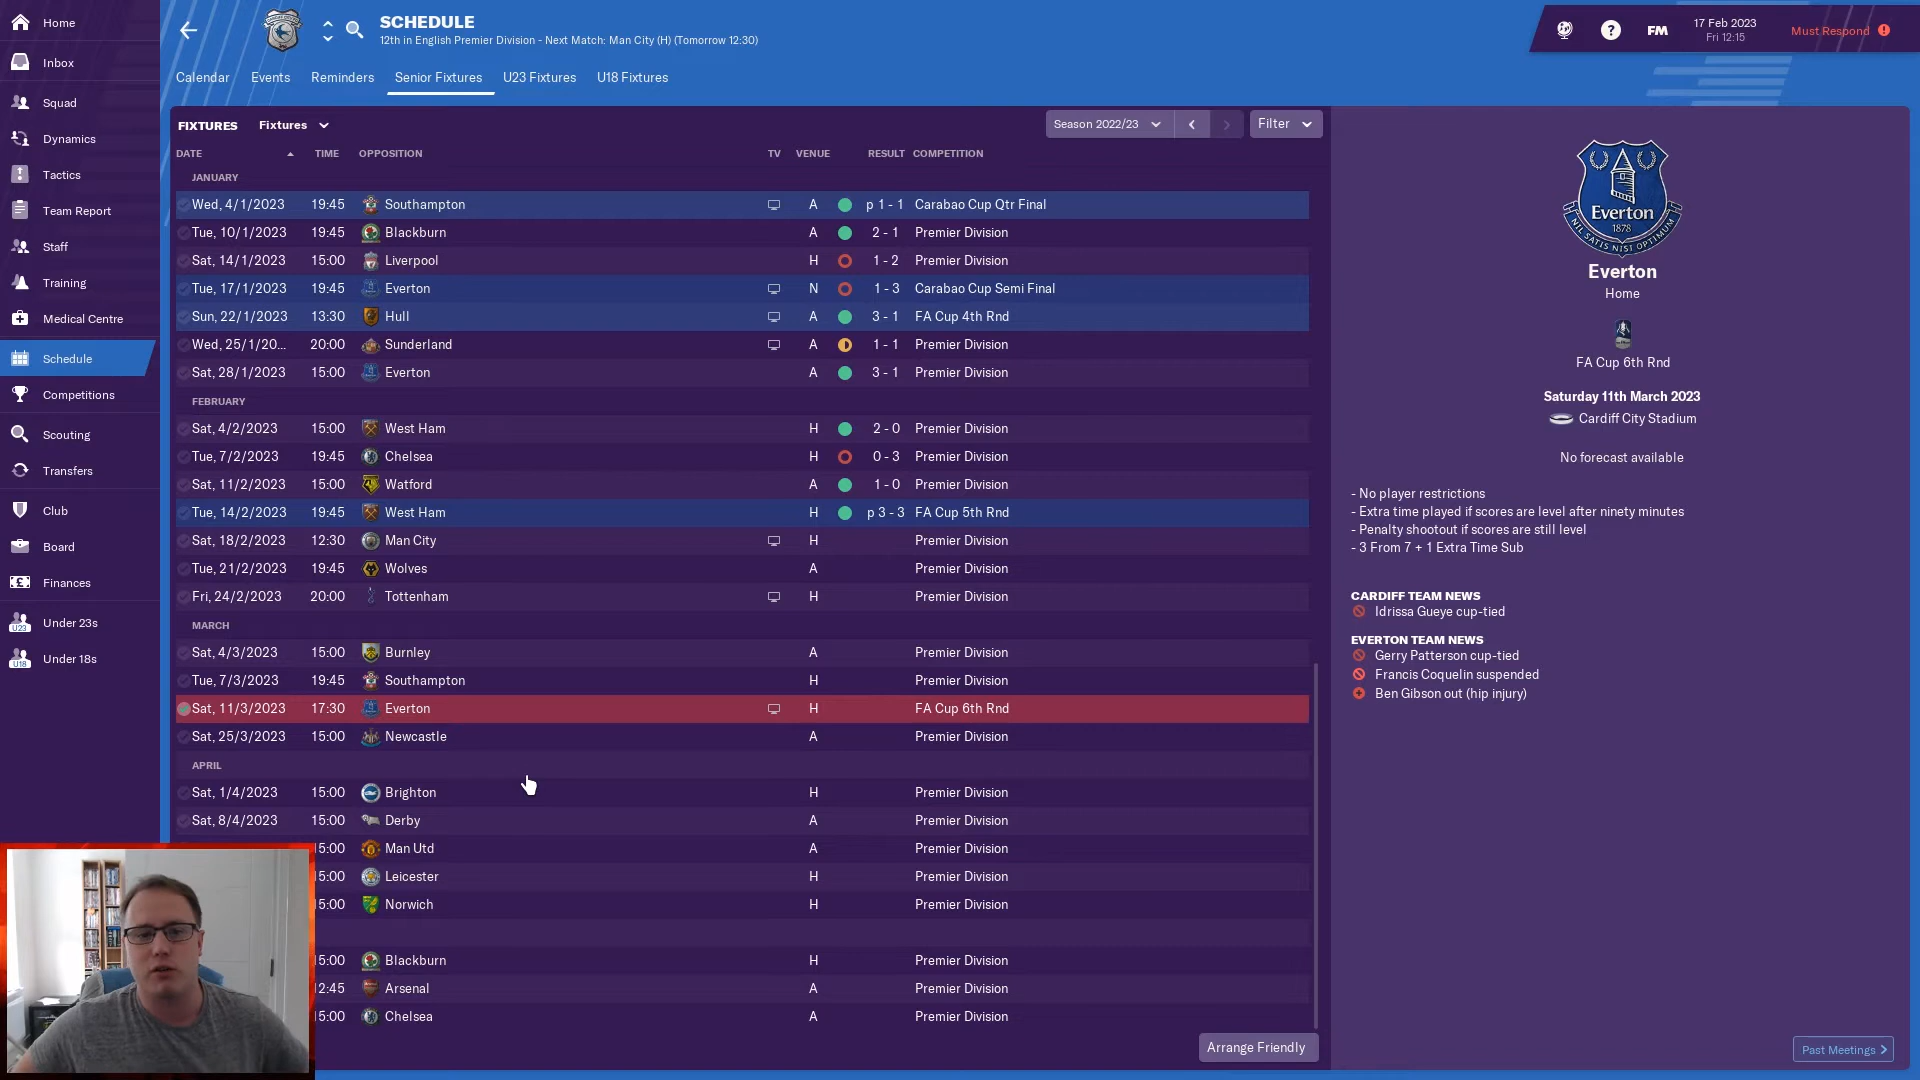 Home
Inbox
Squad
Dynamics
Tactics
Team Report
Staff
Training
Medical Centre
Schedule
Competitions
Scouting
Transfers
Club
Board
Finances
U23 Under 23s
U18 Under 18s
SCHEDULE
12th in English Premier Division - Next Match: Man City (H) (Tomorrow 12:30)
FM
17 Feb 2023
Fri 12:15
Must Respond
Calendar Events Reminders Senior Fixtures U23 Fixtures U18 Fixtures
FIXTURES Fixtures Season 2022/23 Filter
DATE TIME OPPOSITION TV VENUE RESULT COMPETITION
JANUARY
Wed, 4/1/2023 19:45 Southampton A p 1 - 1 Carabao Cup Qtr Final
Tue, 10/1/2023 19:45 Blackburn A 2 - 1 Premier Division
Sat, 14/1/2023 15:00 Liverpool H 1 - 2 Premier Division
Tue, 17/1/2023 19:45 Everton N 1 - 3 Carabao Cup Semi Final
Sun, 22/1/2023 13:30 Hull A 3 - 1 FA Cup 4th Rnd
Wed, 25/1/20... 20:00 Sunderland A 1 - 1 Premier Division
Sat, 28/1/2023 15:00 Everton A 3 - 1 Premier Division
FEBRUARY
Sat, 4/2/2023 15:00 West Ham H 2 - 0 Premier Division
Tue, 7/2/2023 19:45 Chelsea H 0 - 3 Premier Division
Sat, 11/2/2023 15:00 Watford A 1 - 0 Premier Division
Tue, 14/2/2023 19:45 West Ham H p 3 - 3 FA Cup 5th Rnd
Sat, 18/2/2023 12:30 Man City H Premier Division
Tue, 21/2/2023 19:45 Wolves A Premier Division
Fri, 24/2/2023 20:00 Tottenham H Premier Division
MARCH
Sat, 4/3/2023 15:00 Burnley A Premier Division
Tue, 7/3/2023 19:45 Southampton H Premier Division
Sat, 11/3/2023 17:30 Everton H FA Cup 6th Rnd
Sat, 25/3/2023 15:00 Newcastle A Premier Division
APRIL
Sat, 1/4/2023 15:00 Brighton H Premier Division
Sat, 8/4/2023 15:00 Derby A Premier Division
15:00 Man Utd A Premier Division
15:00 Leicester H Premier Division
15:00 Norwich H Premier Division
15:00 Blackburn H Premier Division
12:45 Arsenal A Premier Division
15:00 Chelsea A Premier Division
Arrange Friendly
Everton
1878
NIL SATIS NISI OPTIMUM
Everton
Home
FA Cup 6th Rnd
Saturday 11th March 2023
Cardiff City Stadium
No forecast available
- No player restrictions
- Extra time played if scores are level after ninety minutes
- Penalty shootout if scores are still level
- 3 From 7 + 1 Extra Time Sub
CARDIFF TEAM NEWS
Idrissa Gueye cup-tied
EVERTON TEAM NEWS
Gerry Patterson cup-tied
Francis Coquelin suspended
Ben Gibson out (hip injury)
Past Meetings